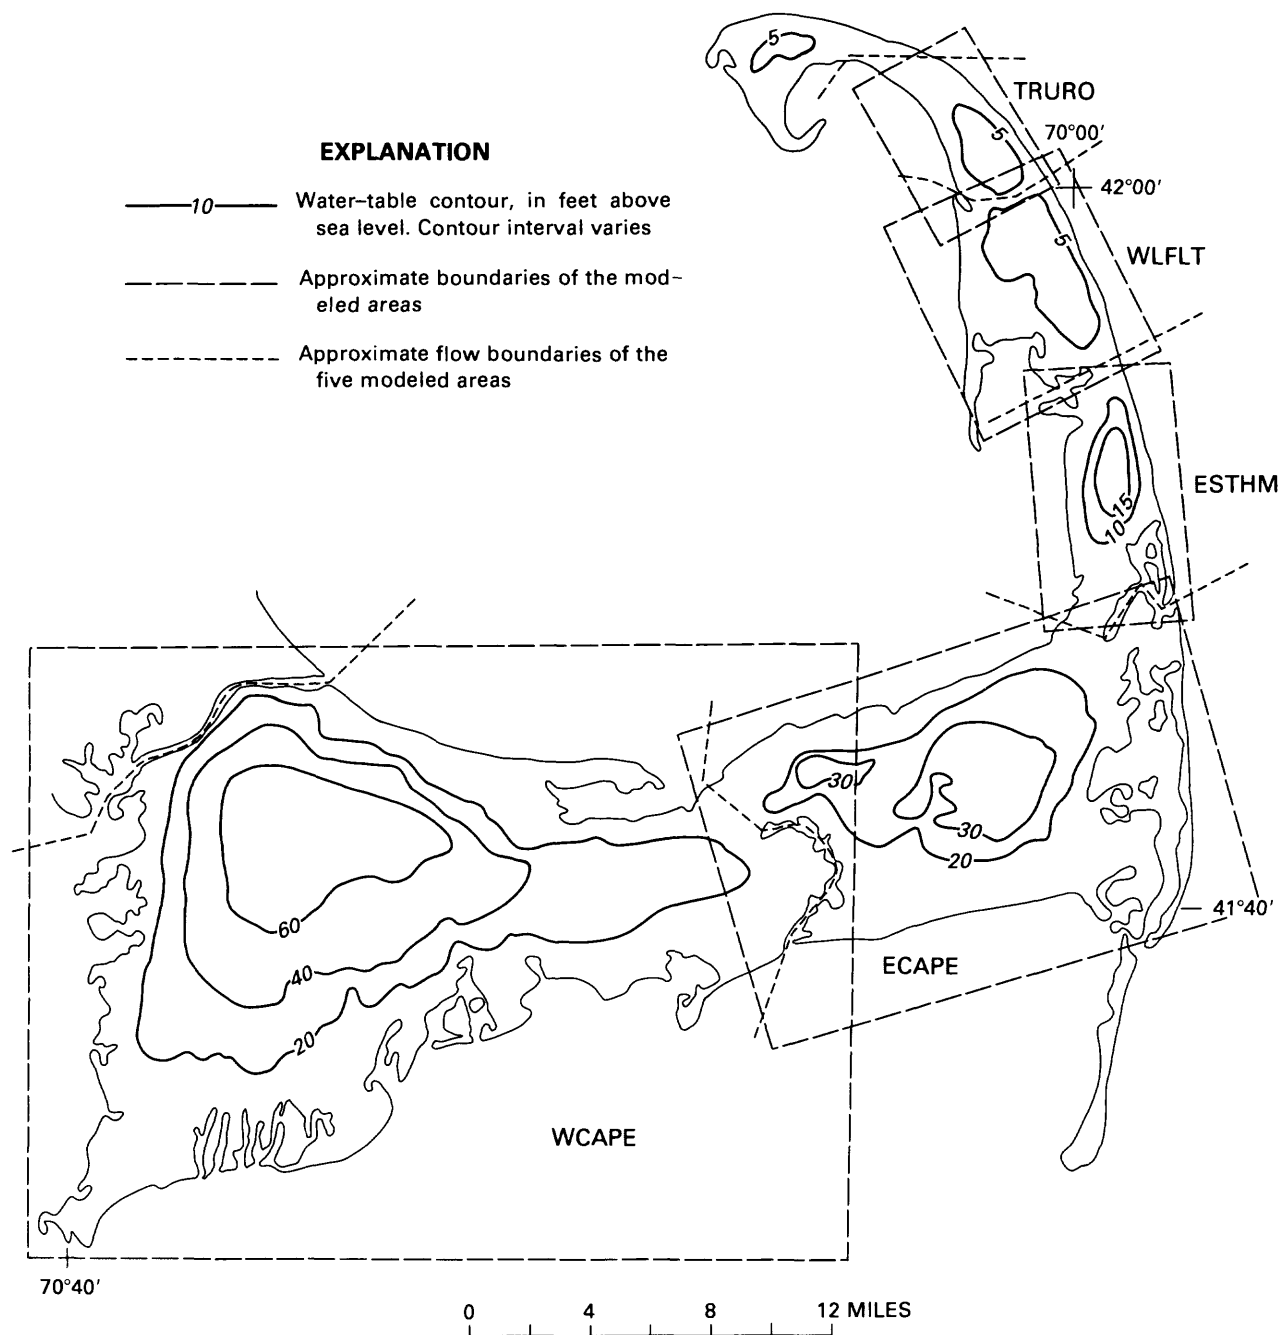 5
TRURO
5
70°00'
42°00'
EXPLANATION
10
Water-table contour, in feet above
sea level. Contour interval varies
Approximate boundaries of the mod-
eled areas
Approximate flow boundaries of the
five modeled areas
5
WLFLT
ESTHM
15
10
30
30
20
60
40
20
41°40'
ECAPE
WCAPE
70°40'
0 4 8 12 MILES